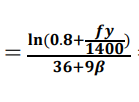 = ln(0.8+fy/1400)/36+9β =